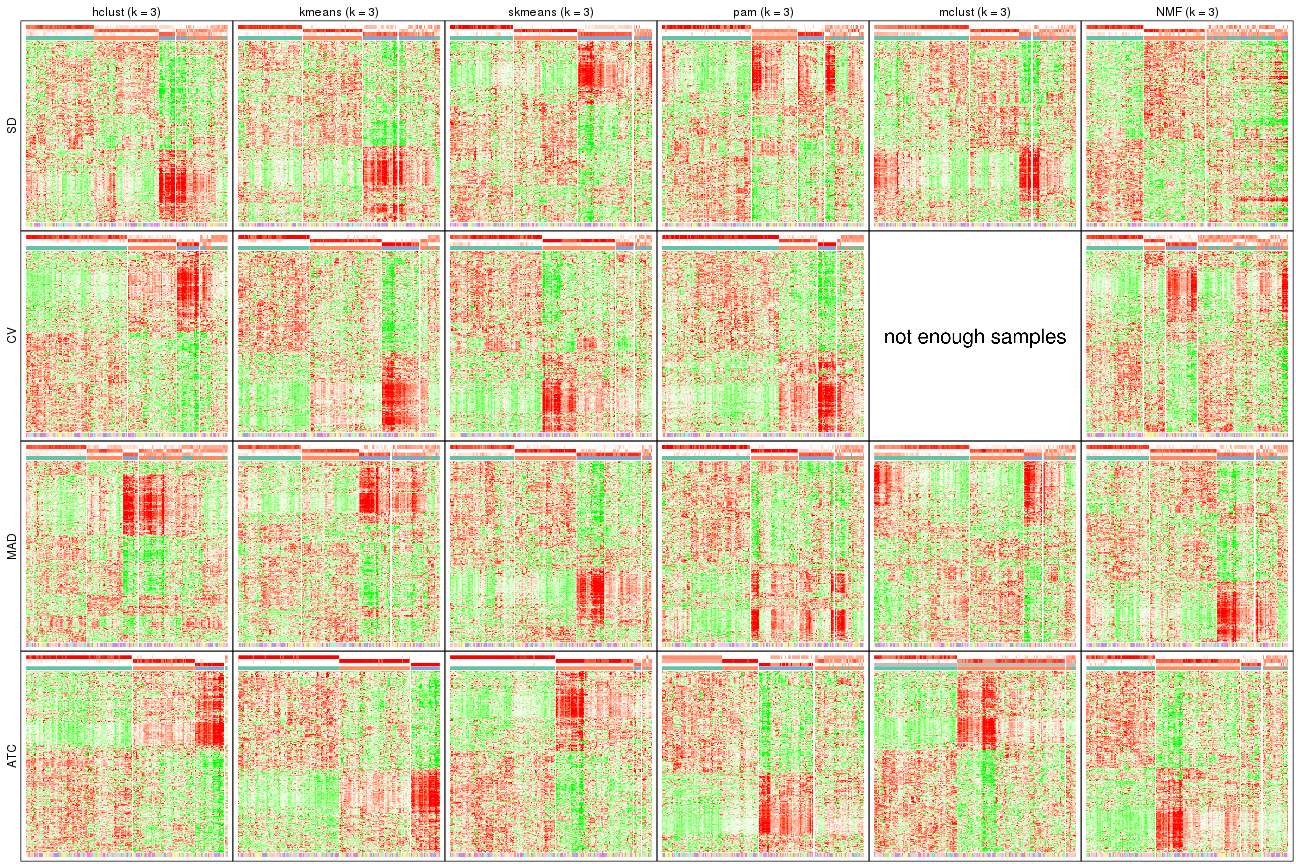 hclust (k = 3) kmeans (k = 3) skmeans (k = 3) pam (k = 3) mclust (k = 3) NMF (k = 3)
SD
CV
not enough samples
MAD
ATC